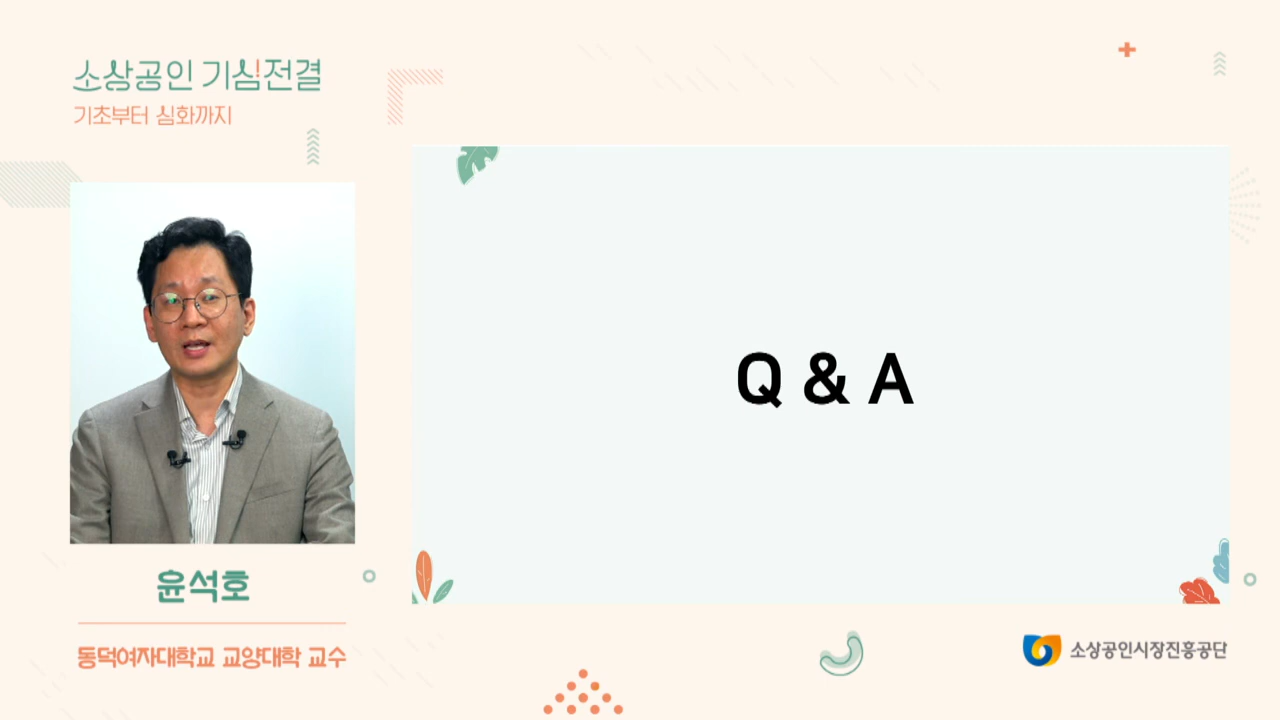 소상공인 기심전결
기초부터 심화까지
Q & A
윤석호
동덕여자대학교 교양대학 교수
소상공인시장진흥공단